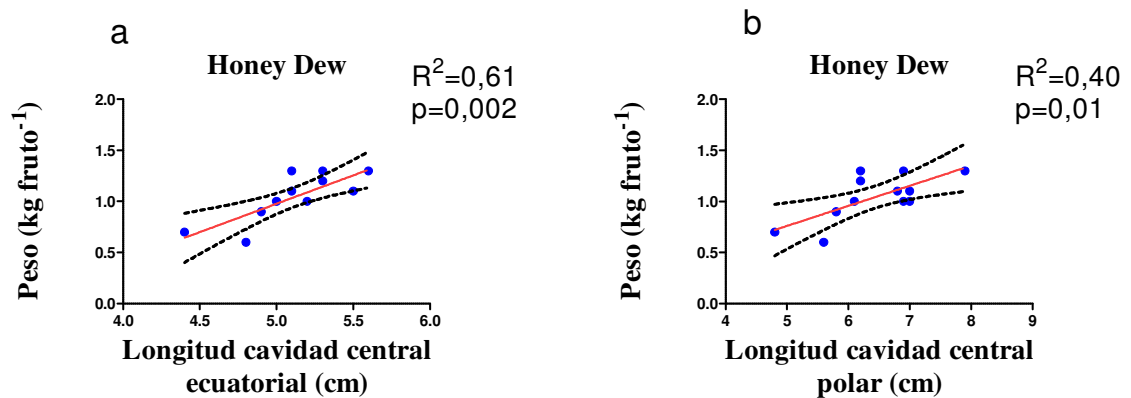 a
Honey Dew
R²=0,61
p=0,002
Peso (kg fruto⁻¹)
2.0
1.5
1.0
0.5
0.0
4.0 4.5 5.0 5.5 6.0
Longitud cavidad central
ecuatorial (cm)
b
Honey Dew
R²=0,40
p=0,01
Peso (kg fruto⁻¹)
2.0
1.5
1.0
0.5
0.0
4 5 6 7 8 9
Longitud cavidad central
polar (cm)